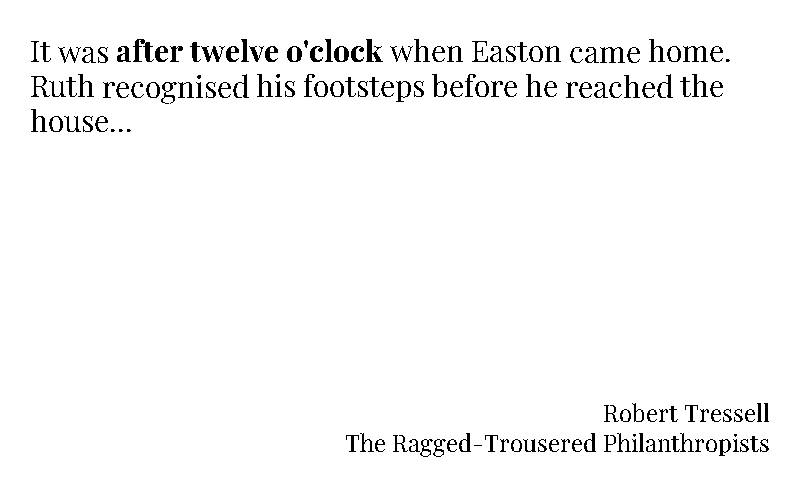 It was after twelve o'clock when Easton came home.
Ruth recognised his footsteps before he reached the
house...
Robert Tressell
The Ragged-Trousered Philanthropists